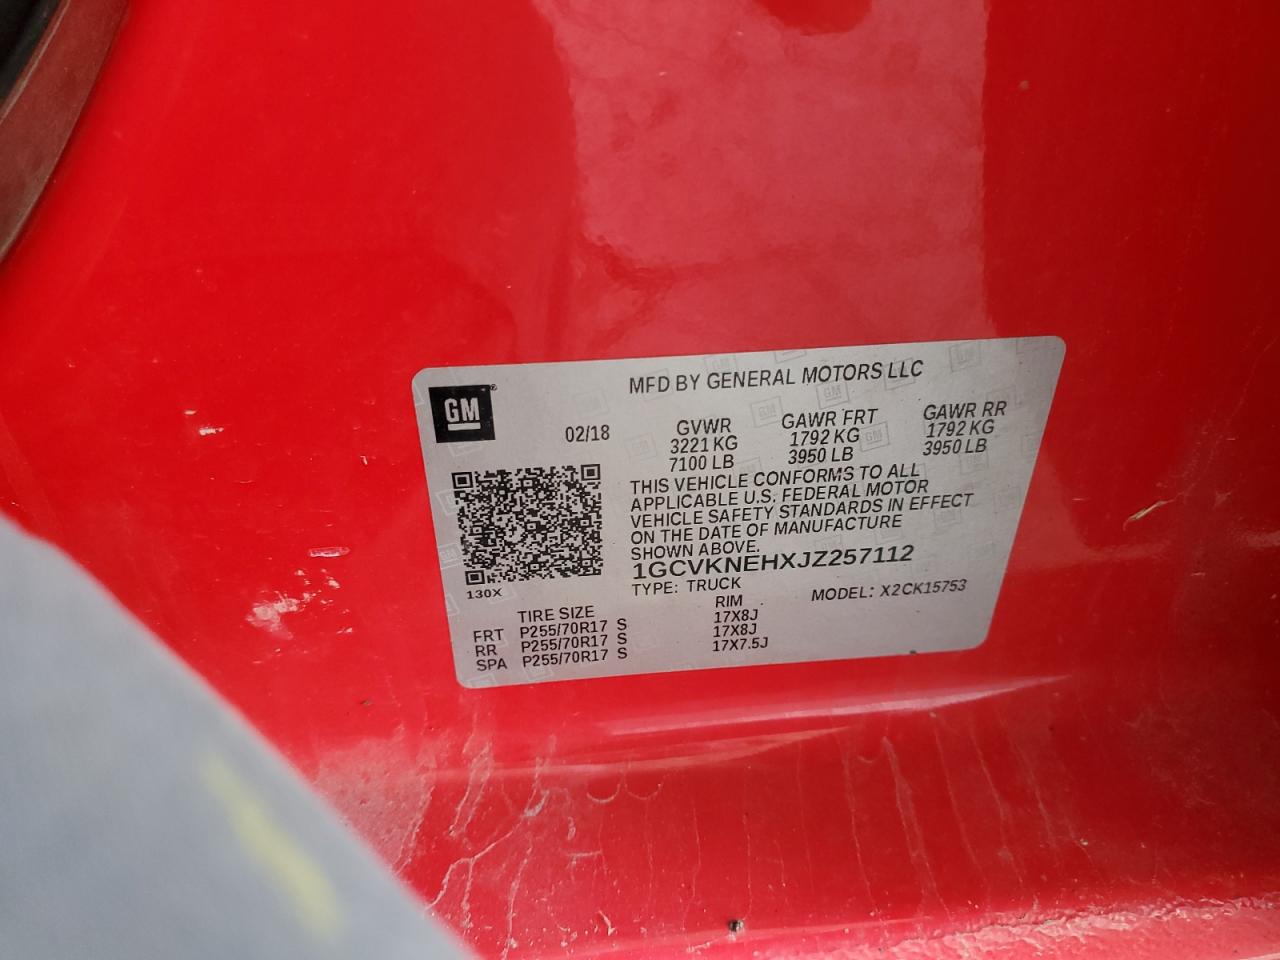 GM
MFD BY GENERAL MOTORS LLC
02/18
GVWR GAWR FRT GAWR RR
3221 KG 1792 KG 1792 KG
7100 LB 3950 LB 3950 LB
THIS VEHICLE CONFORMS TO ALL
APPLICABLE U.S. FEDERAL MOTOR
VEHICLE SAFETY STANDARDS IN EFFECT
ON THE DATE OF MANUFACTURE
SHOWN ABOVE.
1GCVKNEHXJZ257112
TYPE: TRUCK
130X
MODEL: X2CK15753
TIRE SIZE RIM
FRT P255/70R17 S 17X8J
RR P255/70R17 S 17X8J
SPA P255/70R17 S 17X7.5J